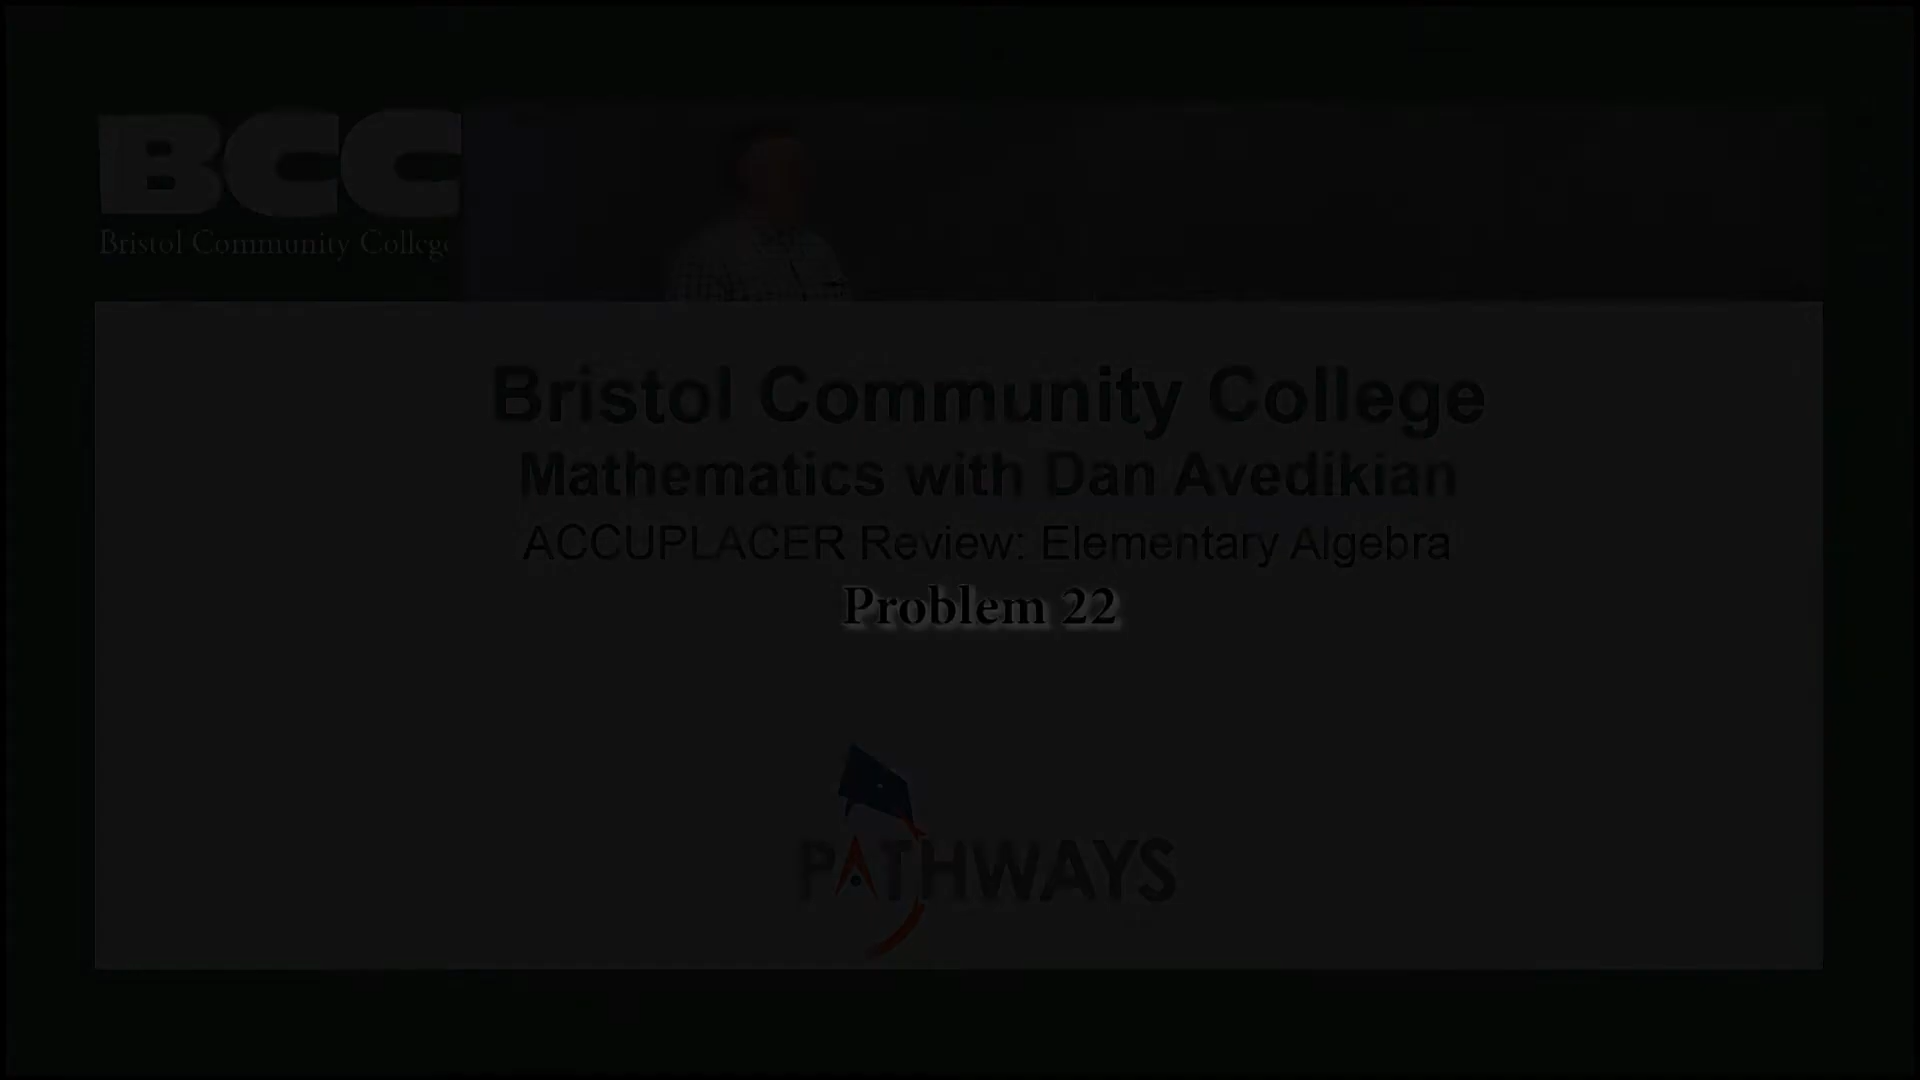 BCC
Bristol Community College
Bristol Community College
Mathematics with Dan Avedikian
ACCUPLACER Review: Elementary Algebra
Problem 22
PATHWAYS